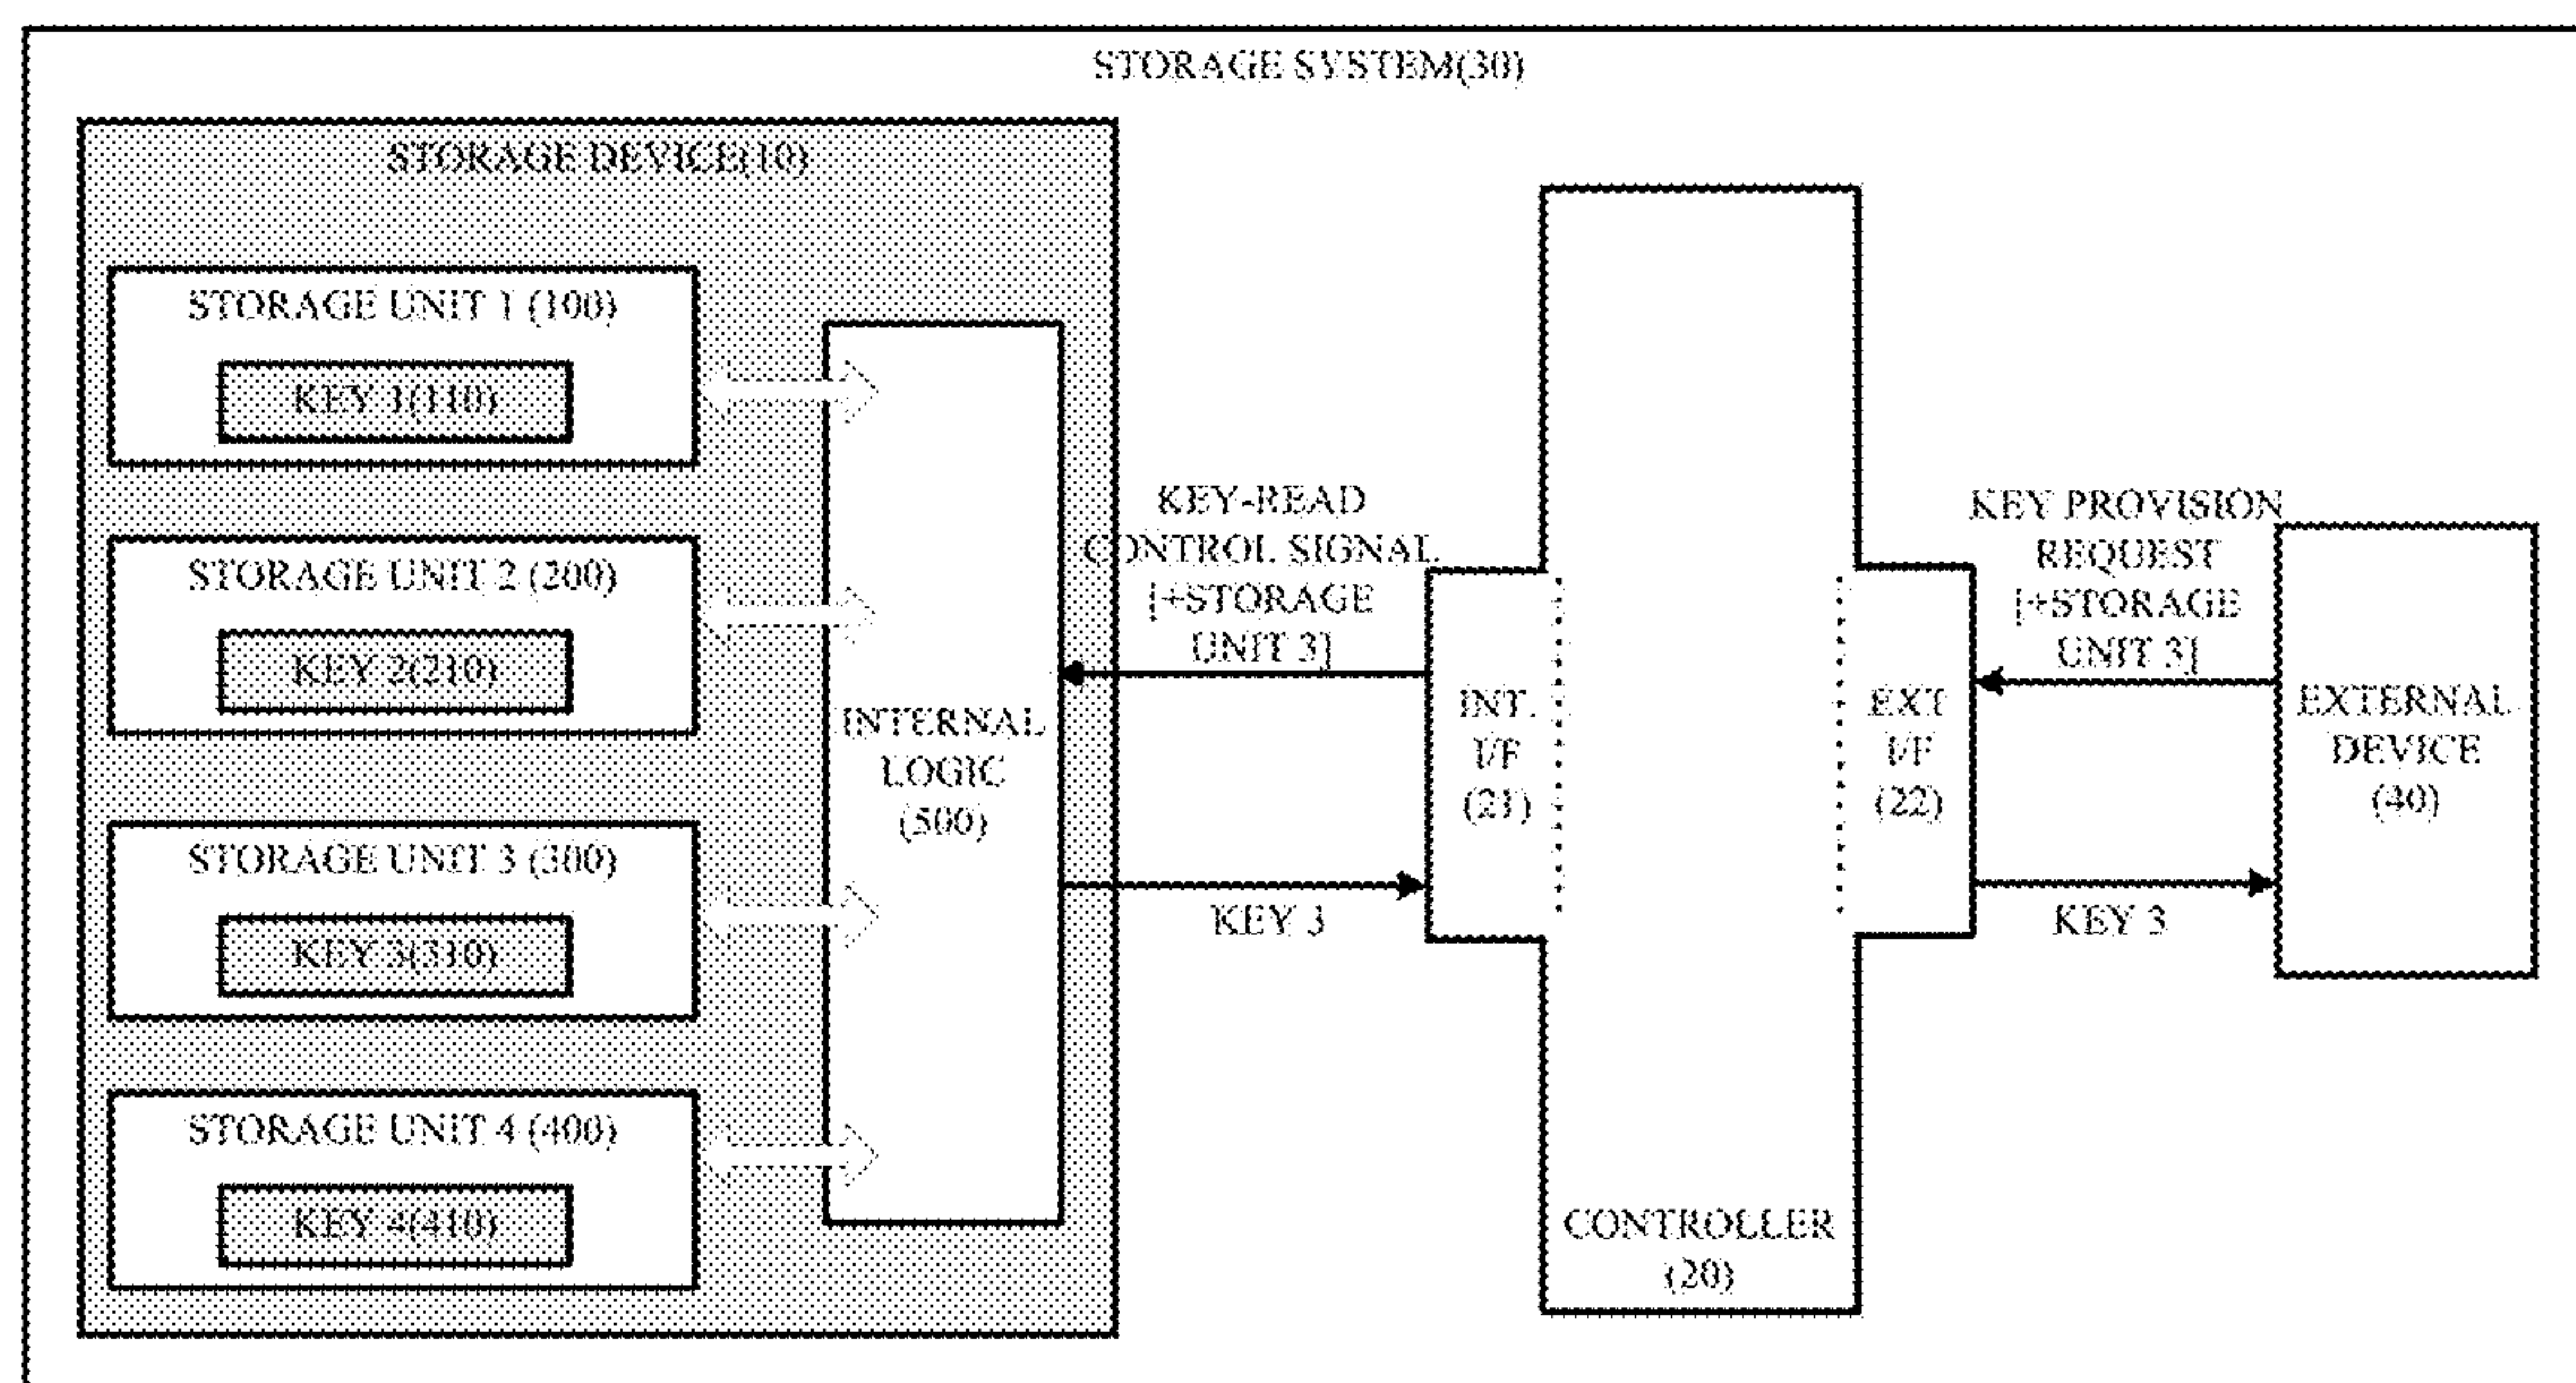 STORAGE SYSTEM(30)
STORAGE DEVICE(10)
STORAGE UNIT 1 (100)
KEY 1(110)
STORAGE UNIT 2 (200)
KEY 2(210)
STORAGE UNIT 3 (300)
KEY 3(310)
STORAGE UNIT 4 (400)
KEY 4(410)
INTERNAL
LOGIC
(500)
KEY-READ
CONTROL SIGNAL
[+STORAGE
UNIT 3]
KEY 3
INT.
I/F
(21)
CONTROLLER
(20)
EXT
I/F
(22)
KEY PROVISION
REQUEST
[+STORAGE
UNIT 3]
KEY 3
EXTERNAL
DEVICE
(40)